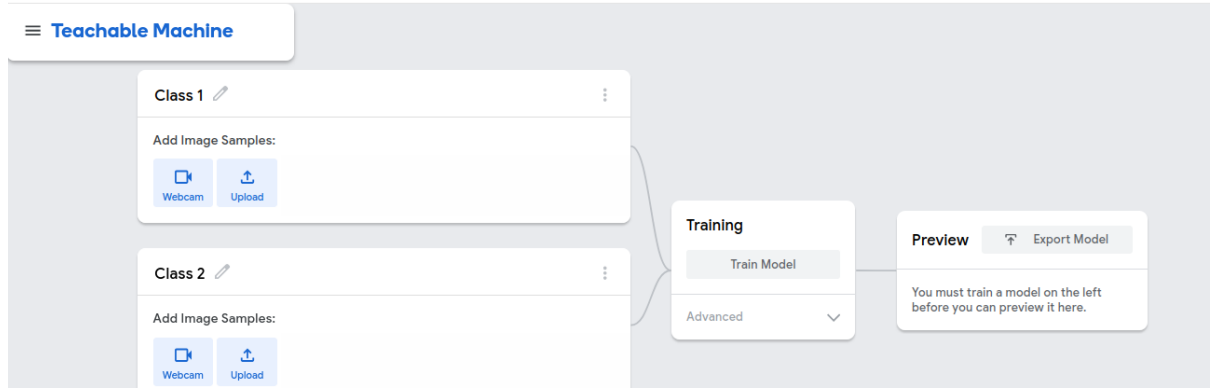 Teachable Machine
Class 1
Add Image Samples:
Webcam Upload
Class 2
Add Image Samples:
Webcam Upload
Training
Train Model
Advanced
Preview Export Model
You must train a model on the left
before you can preview it here.